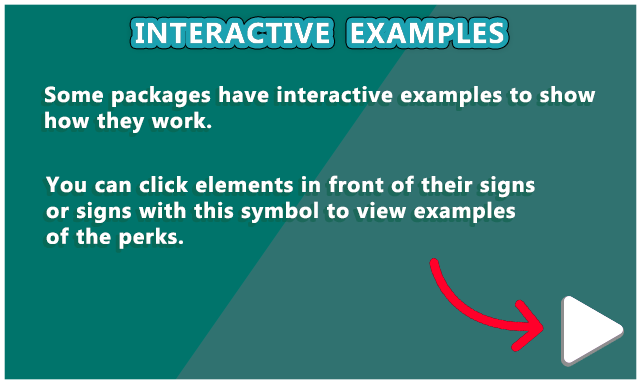 INTERACTIVE EXAMPLES
Some packages have interactive examples to show
how they work.
You can click elements in front of their signs
or signs with this symbol to view examples
of the perks.